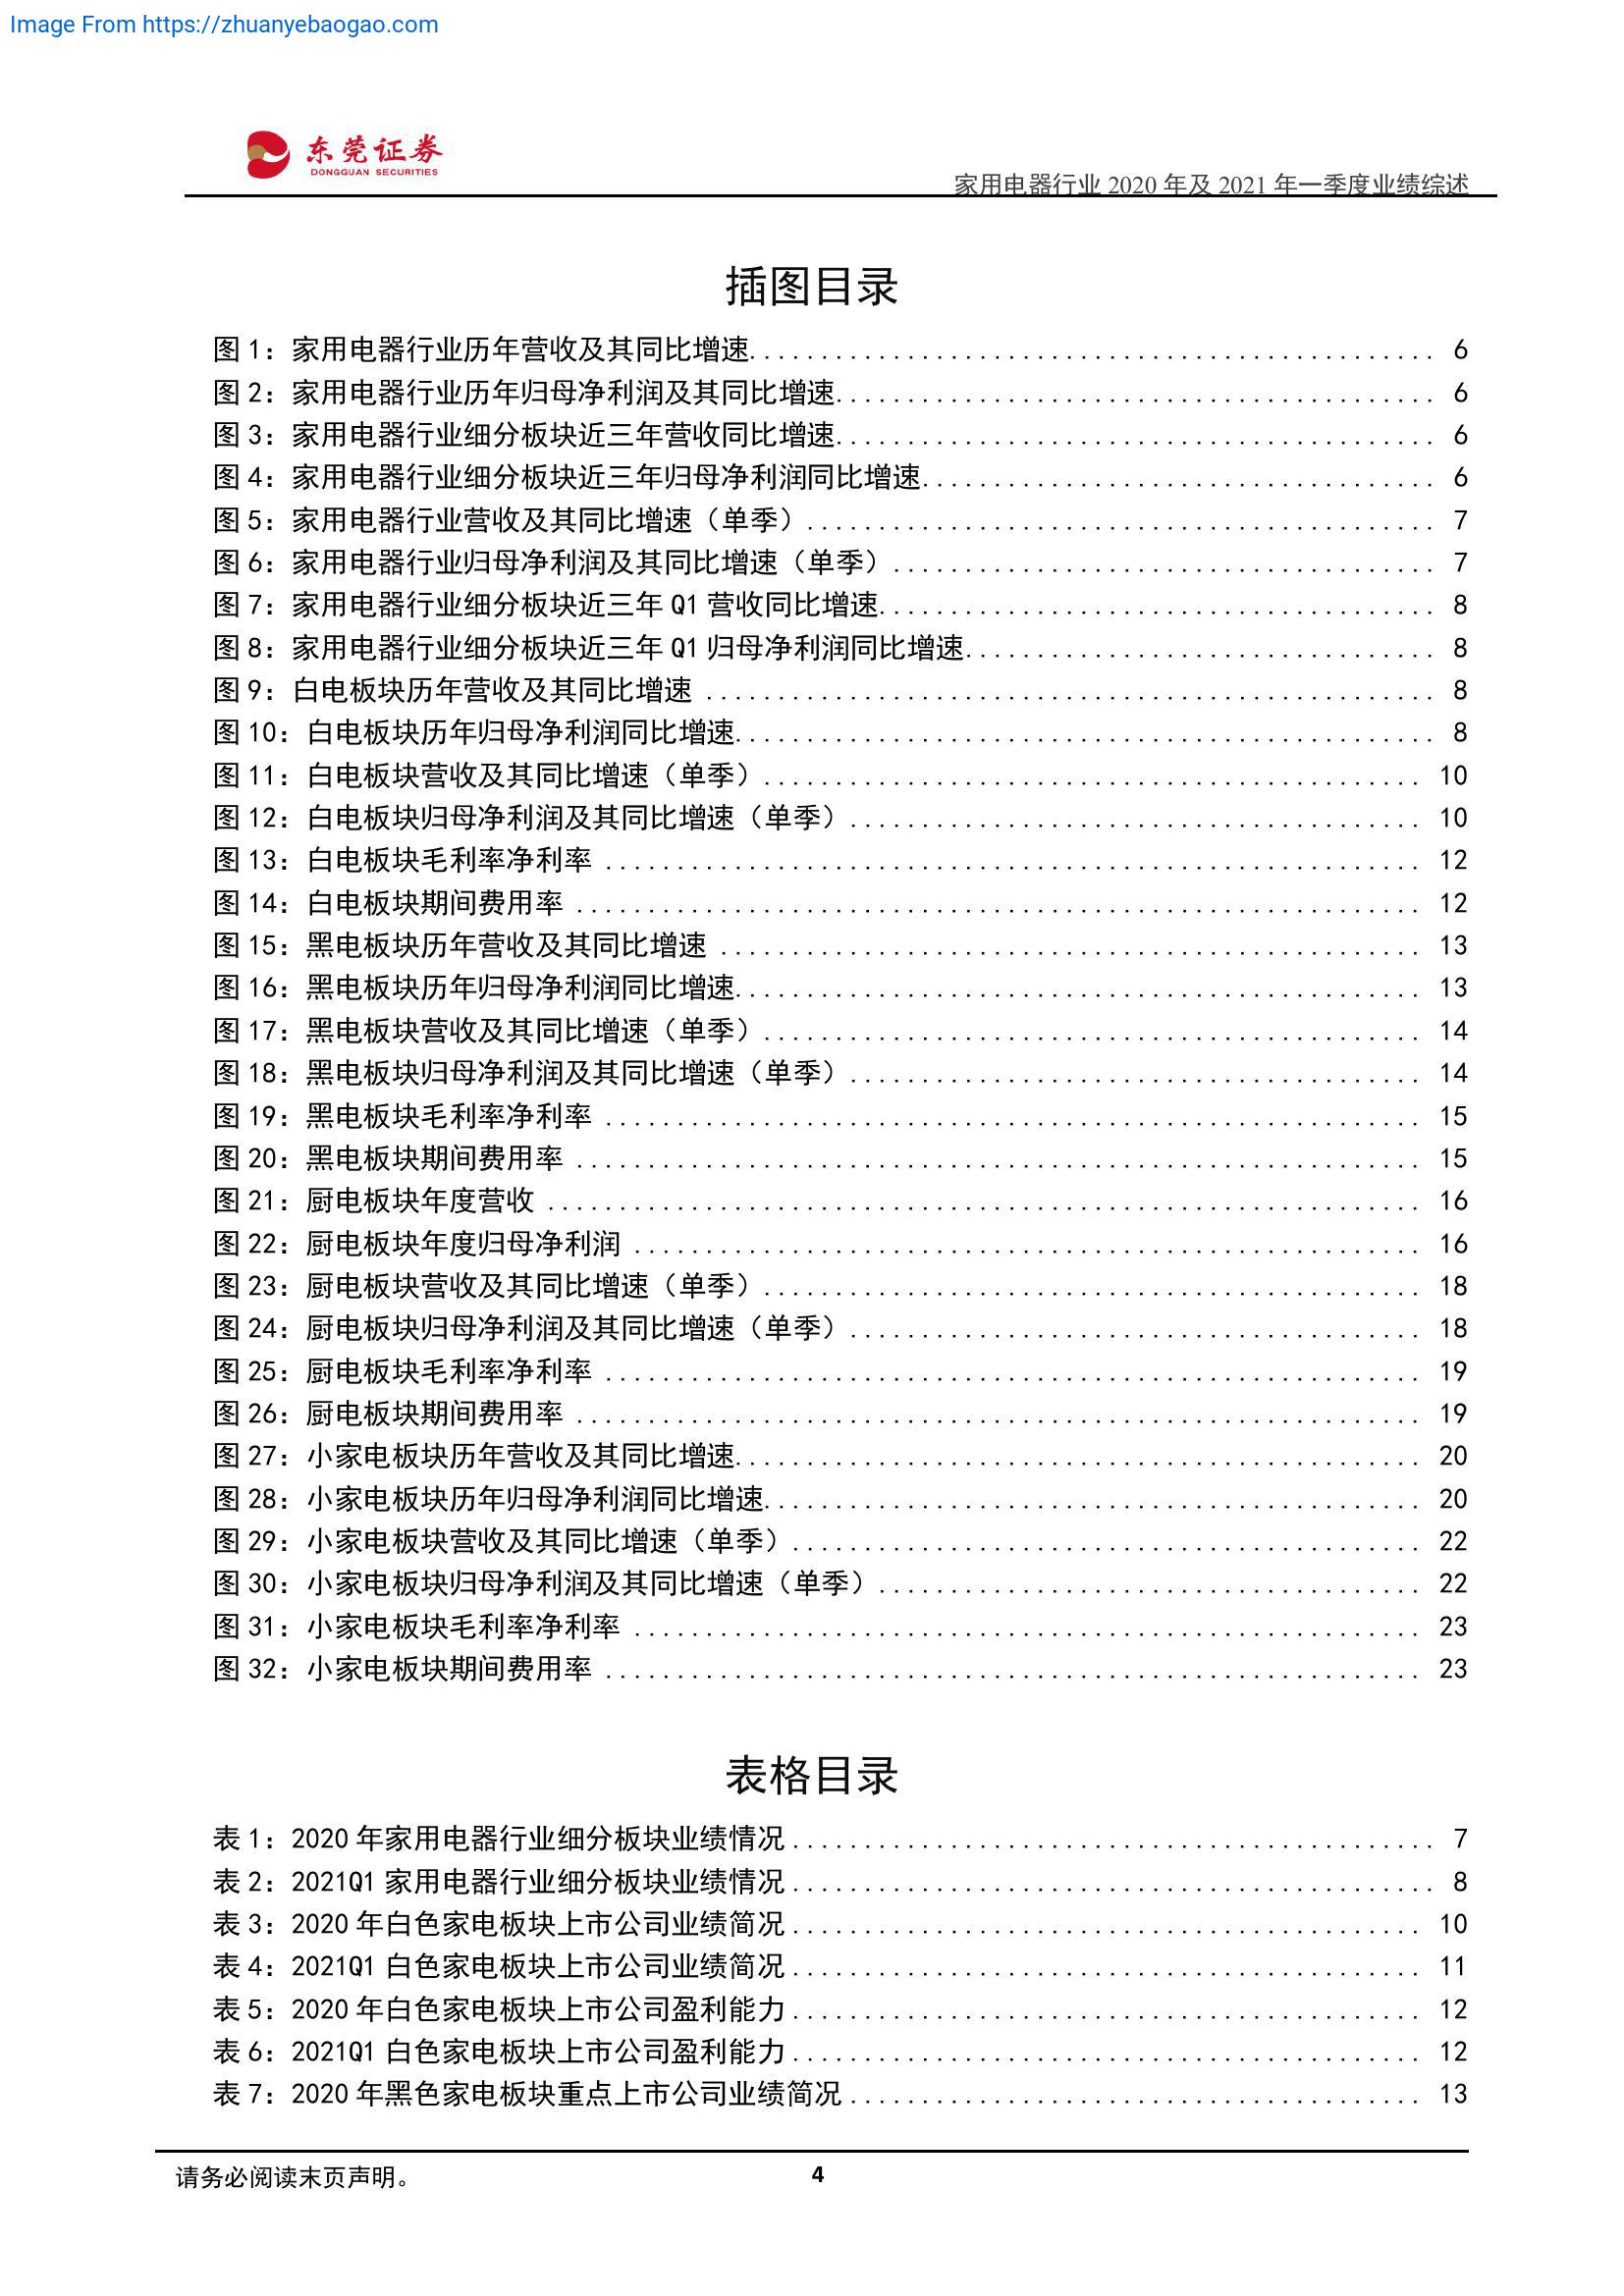 Image From https://zhuanyebaogao.com
东莞证券
DONGGUAN SECURITIES
家用电器行业 2020 年及 2021 年一季度业绩综述
插图目录
图 1：家用电器行业历年营收及其同比增速................................................ 6
图 2：家用电器行业历年归母净利润及其同比增速.......................................... 6
图 3：家用电器行业细分板块近三年营收同比增速.......................................... 6
图 4：家用电器行业细分板块近三年归母净利润同比增速.................................... 6
图 5：家用电器行业营收及其同比增速（单季）............................................ 7
图 6：家用电器行业归母净利润及其同比增速（单季）...................................... 7
图 7：家用电器行业细分板块近三年 Q1 营收同比增速....................................... 8
图 8：家用电器行业细分板块近三年 Q1 归母净利润同比增速................................. 8
图 9：白电板块历年营收及其同比增速 ................................................... 8
图 10：白电板块历年归母净利润同比增速................................................. 8
图 11：白电板块营收及其同比增速（单季）.............................................. 10
图 12：白电板块归母净利润及其同比增速（单季）........................................ 10
图 13：白电板块毛利率净利率 ......................................................... 12
图 14：白电板块期间费用率 ........................................................... 12
图 15：黑电板块历年营收及其同比增速 ................................................. 13
图 16：黑电板块历年归母净利润同比增速................................................ 13
图 17：黑电板块营收及其同比增速（单季）.............................................. 14
图 18：黑电板块归母净利润及其同比增速（单季）........................................ 14
图 19：黑电板块毛利率净利率 ......................................................... 15
图 20：黑电板块期间费用率 ........................................................... 15
图 21：厨电板块年度营收 ............................................................. 16
图 22：厨电板块年度归母净利润 ....................................................... 16
图 23：厨电板块营收及其同比增速（单季）.............................................. 18
图 24：厨电板块归母净利润及其同比增速（单季）........................................ 18
图 25：厨电板块毛利率净利率 ......................................................... 19
图 26：厨电板块期间费用率 ........................................................... 19
图 27：小家电板块历年营收及其同比增速................................................ 20
图 28：小家电板块历年归母净利润同比增速.............................................. 20
图 29：小家电板块营收及其同比增速（单季）............................................ 22
图 30：小家电板块归母净利润及其同比增速（单季）...................................... 22
图 31：小家电板块毛利率净利率 ....................................................... 23
图 32：小家电板块期间费用率 ......................................................... 23
表格目录
表 1：2020 年家用电器行业细分板块业绩情况............................................. 7
表 2：2021Q1 家用电器行业细分板块业绩情况............................................. 8
表 3：2020 年白色家电板块上市公司业绩简况............................................ 10
表 4：2021Q1 白色家电板块上市公司业绩简况............................................ 11
表 5：2020 年白色家电板块上市公司盈利能力............................................ 12
表 6：2021Q1 白色家电板块上市公司盈利能力............................................ 12
表 7：2020 年黑色家电板块重点上市公司业绩简况........................................ 13
请务必阅读末页声明。
4